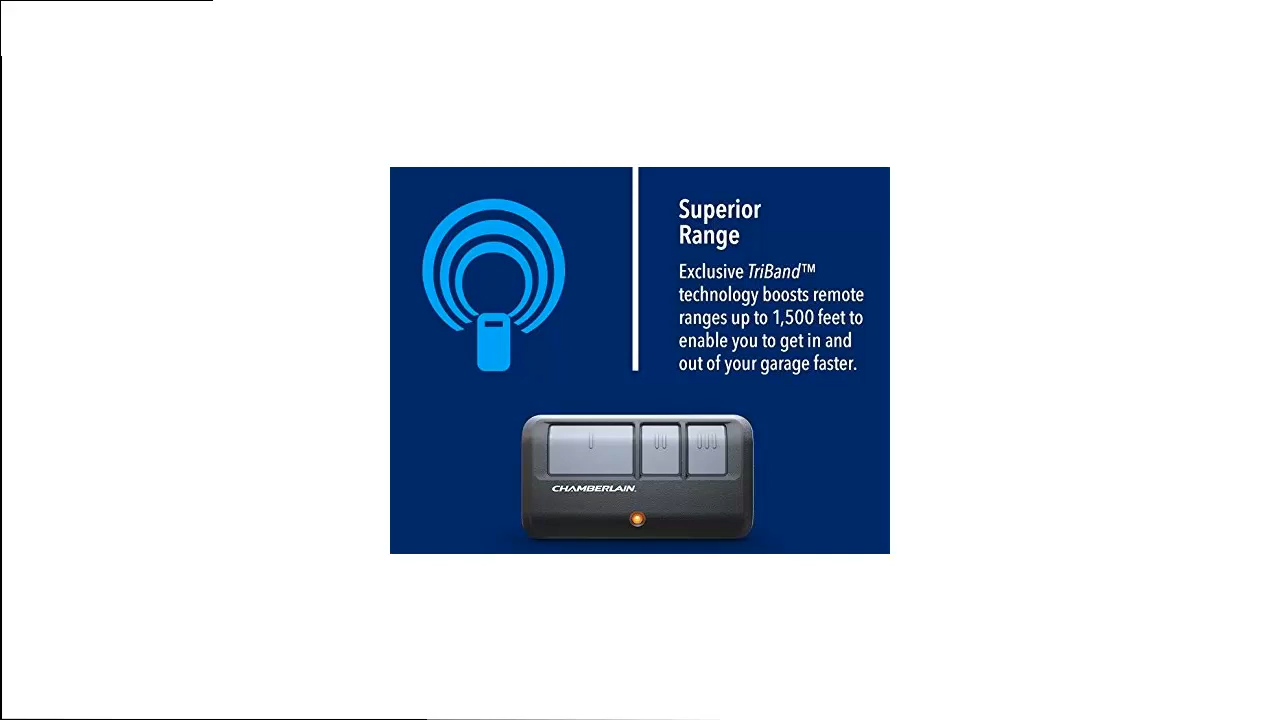 Superior
Range
Exclusive TriBand™
technology boosts remote
ranges up to 1,500 feet to
enable you to get in and
out of your garage faster.
CHAMBERLAIN